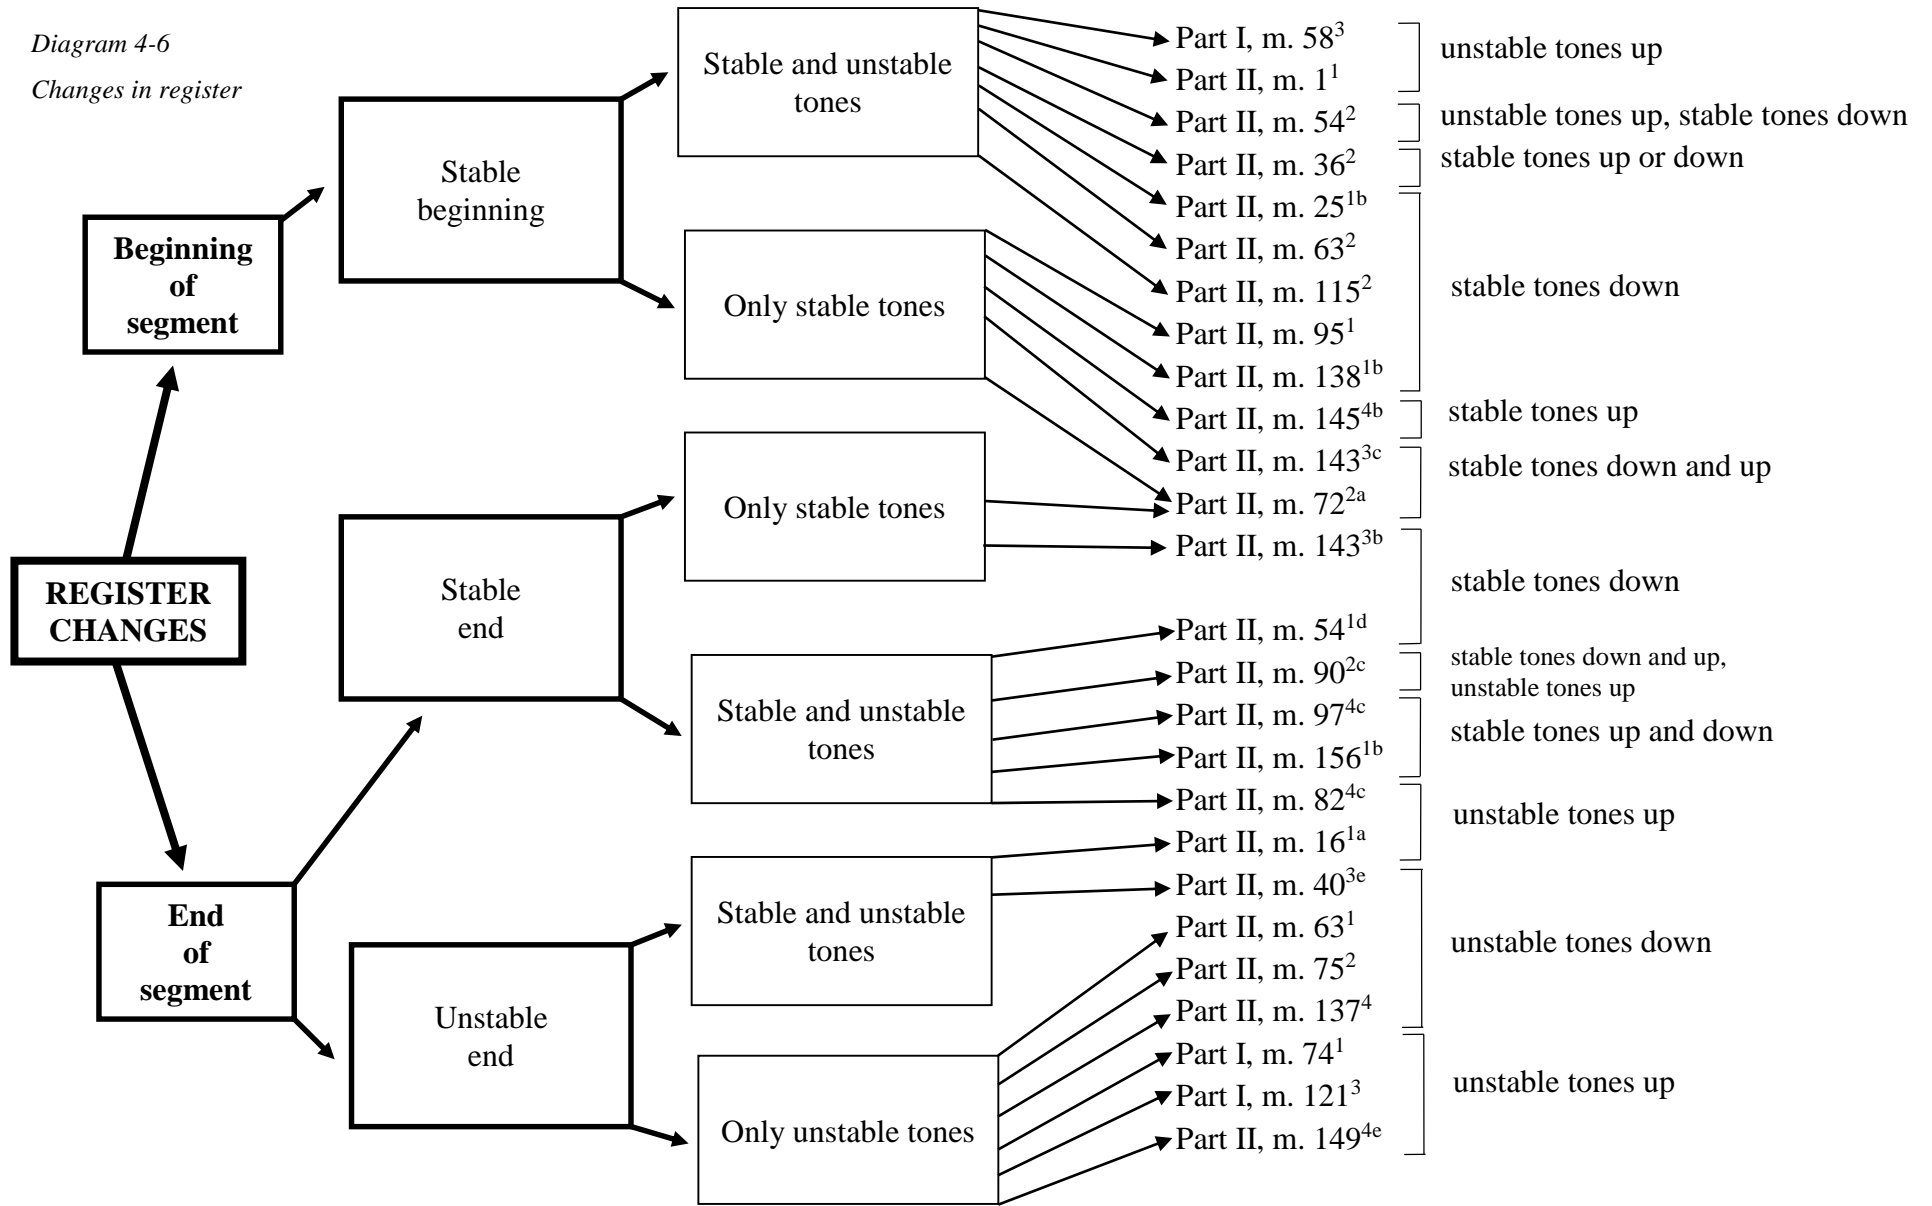 Diagram 4-6
Changes in register
REGISTER
CHANGES
Beginning
of
segment
End
of
segment
Stable
beginning
Stable
end
Unstable
end
Stable and unstable
tones
Only stable tones
Only stable tones
Stable and unstable
tones
Stable and unstable
tones
Only unstable tones
Part I, m. 58³
Part II, m. 1¹
Part II, m. 54²
Part II, m. 36²
Part II, m. 25¹ᵇ
Part II, m. 63²
Part II, m. 115²
Part II, m. 95¹
Part II, m. 138¹ᵇ
Part II, m. 145⁴ᵇ
Part II, m. 143³ᶜ
Part II, m. 72²ᵃ
Part II, m. 143³ᵇ
Part II, m. 54¹ᵈ
Part II, m. 90²ᶜ
Part II, m. 97⁴ᶜ
Part II, m. 156¹ᵇ
Part II, m. 82⁴ᶜ
Part II, m. 16¹ᵃ
Part II, m. 40³ᵉ
Part II, m. 63¹
Part II, m. 75²
Part II, m. 137⁴
Part I, m. 74¹
Part I, m. 121³
Part II, m. 149⁴ᵉ
unstable tones up
unstable tones up, stable tones down
stable tones up or down
stable tones down
stable tones up
stable tones down and up
stable tones down
stable tones down and up,
unstable tones up
stable tones up and down
unstable tones up
unstable tones down
unstable tones up